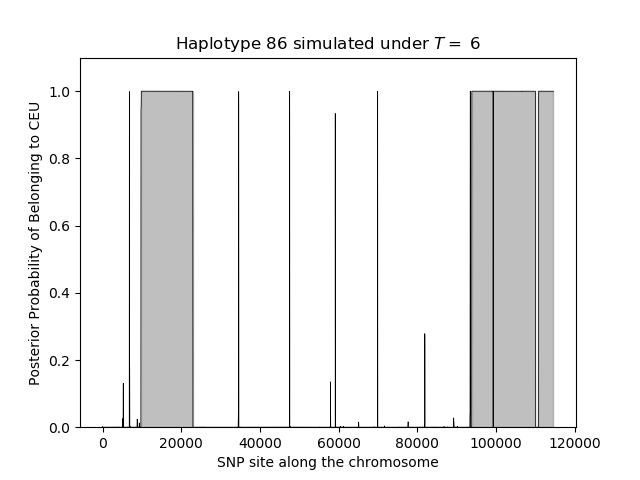 Haplotype 86 simulated under T = 6
Posterior Probability of Belonging to CEU
1.0
0.8
0.6
0.4
0.2
0.0
0 20000 40000 60000 80000 100000 120000
SNP site along the chromosome